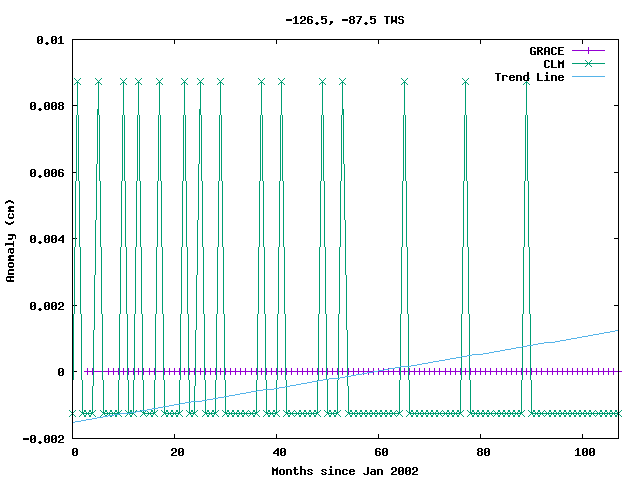 -126.5, -87.5 TWS
0.01
0.008
0.006
0.004
0.002
0
-0.002
Anomaly (cm)
GRACE
CLM
Trend Line
0 20 40 60 80 100
Months since Jan 2002